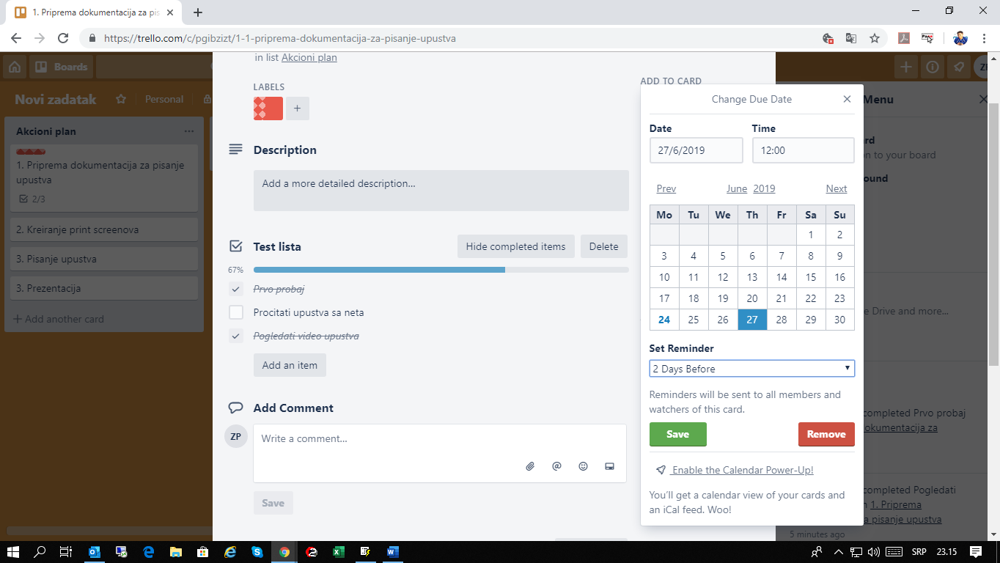 1. Priprema dokumentacija za pis
https://trello.com/c/pgibzizt/1-1-priprema-dokumentacija-za-pisanje-upustva
Boards
ZP
Novi zadatak
Personal
Akcioni plan
1. Priprema dokumentacija za pisanje
upustva
2/3
2. Kreiranje print screenova
3. Pisanje upustva
3. Prezentacija
+ Add another card
in list Akcioni plan
LABELS
+
Description
Add a more detailed description...
Test lista
Hide completed items
Delete
67%
Prvo probaj
Procitati upustva sa neta
Pogledati video upustva
Add an item
Add Comment
ZP
Write a comment...
@
Save
ADD TO CARD
Change Due Date
Date Time
27/6/2019 12:00
Prev June 2019 Next
Mo Tu We Th Fr Sa Su
1 2
3 4 5 6 7 8 9
10 11 12 13 14 15 16
17 18 19 20 21 22 23
24 25 26 27 28 29 30
Set Reminder
2 Days Before
Reminders will be sent to all members and
watchers of this card.
Save Remove
Enable the Calendar Power-Up!
You'll get a calendar view of your cards and
an iCal feed. Woo!
Menu
rd
n to your board
ound
e Drive and more...
completed Prvo probaj
okumentacija za
completed Pogledati
n 1. Priprema
a pisanje upustva
5 minutes ago
SRP 23.15